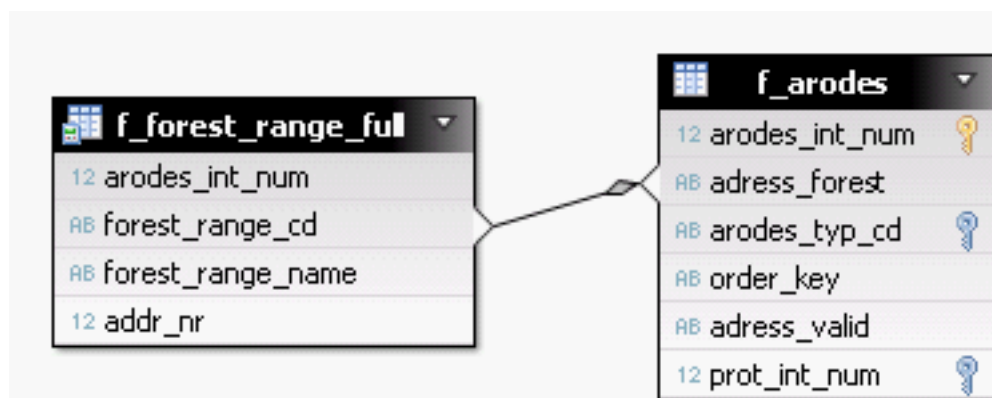 f_forest_range_full
12 arodes_int_num
AB forest_range_cd
AB forest_range_name
12 addr_nr
f_arodes
12 arodes_int_num
AB adress_forest
AB arodes_typ_cd
AB order_key
AB adress_valid
12 prot_int_num